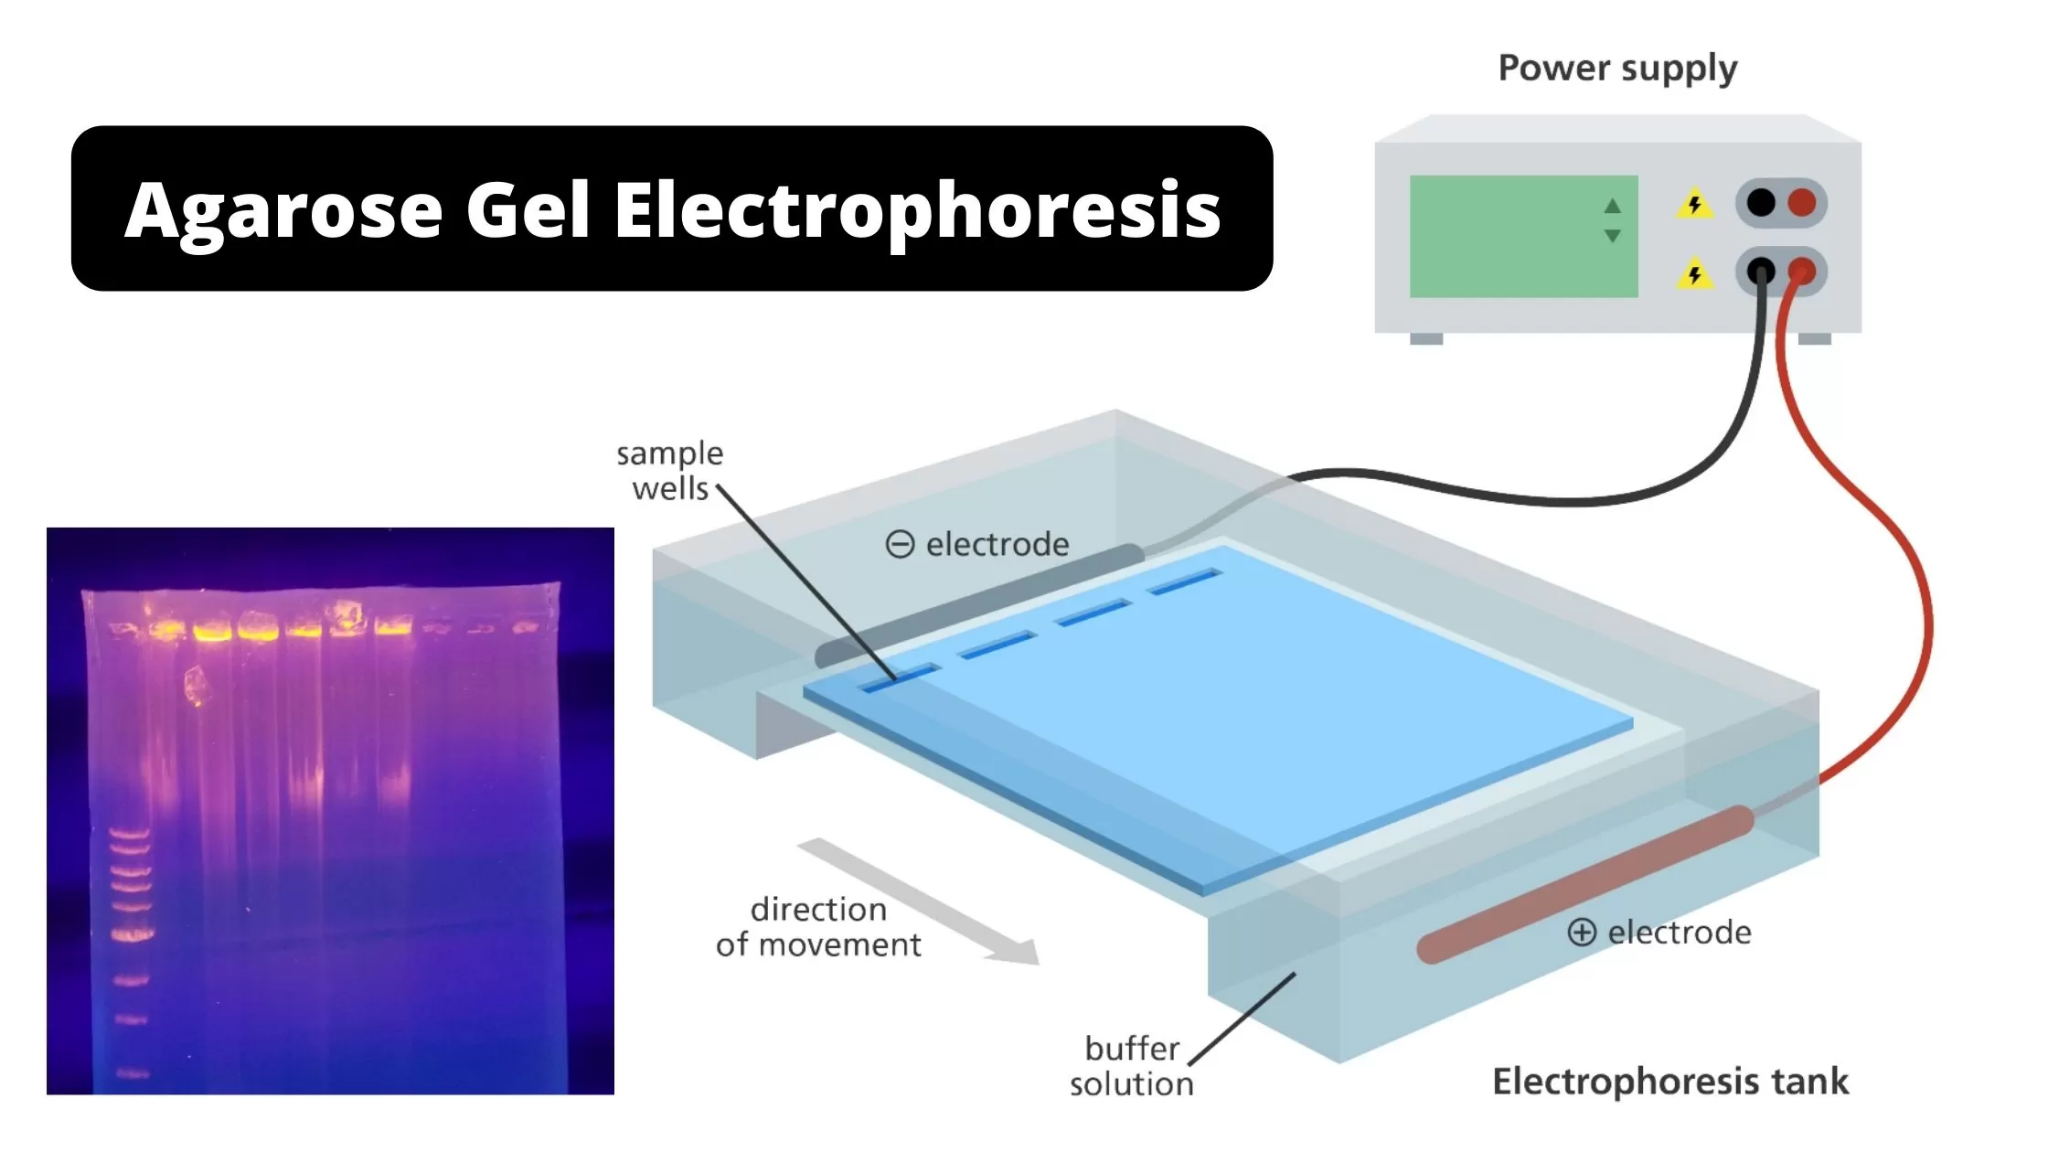 Power supply
Agarose Gel Electrophoresis
sample
wells
⊖ electrode
direction
of movement
⊕ electrode
buffer
solution
Electrophoresis tank